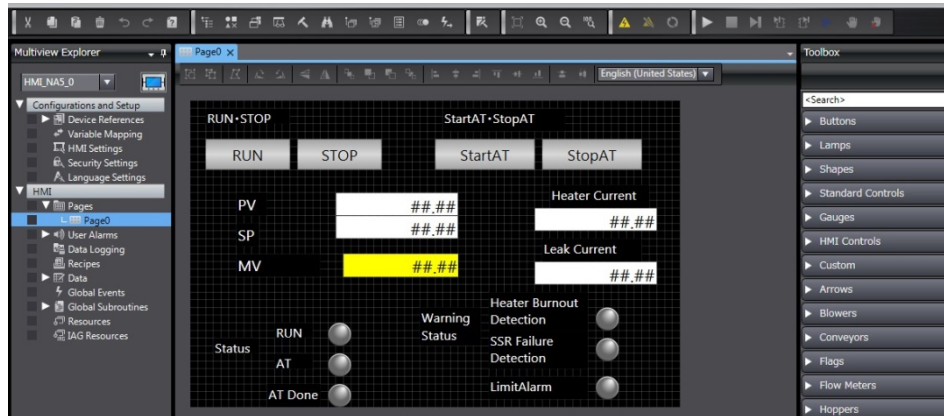 Multiview Explorer
Page0
Toolbox
HMI_NA5_0
English (United States)
<Search>
Configurations and Setup
Device References
Variable Mapping
HMI Settings
Security Settings
Language Settings
HMI
Pages
Page0
User Alarms
Data Logging
Recipes
Data
Global Events
Global Subroutines
Resources
IAG Resources
RUN・STOP
StartAT・StopAT
RUN
STOP
StartAT
StopAT
PV
##.##
SP
##.##
MV
##.##
Heater Current
##.##
Leak Current
##.##
Status
RUN
AT
AT Done
Warning
Status
Heater Burnout
Detection
SSR Failure
Detection
LimitAlarm
Buttons
Lamps
Shapes
Standard Controls
Gauges
HMI Controls
Custom
Arrows
Blowers
Conveyors
Flags
Flow Meters
Hoppers